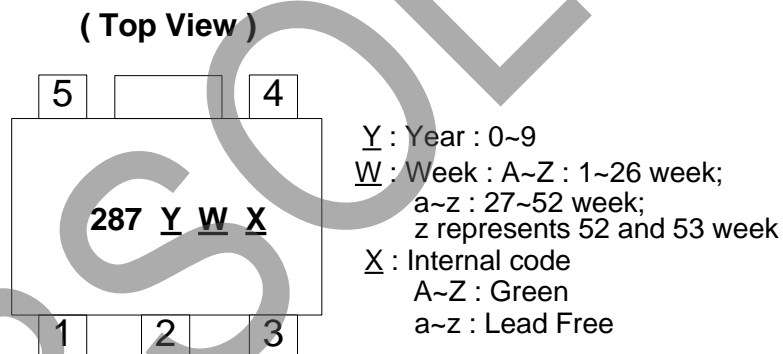 ( Top View )
5 4
Y : Year : 0~9
W : Week : A~Z : 1~26 week;
a~z : 27~52 week;
z represents 52 and 53 week
287 Y W X
X : Internal code
A~Z : Green
a~z : Lead Free
1 2 3